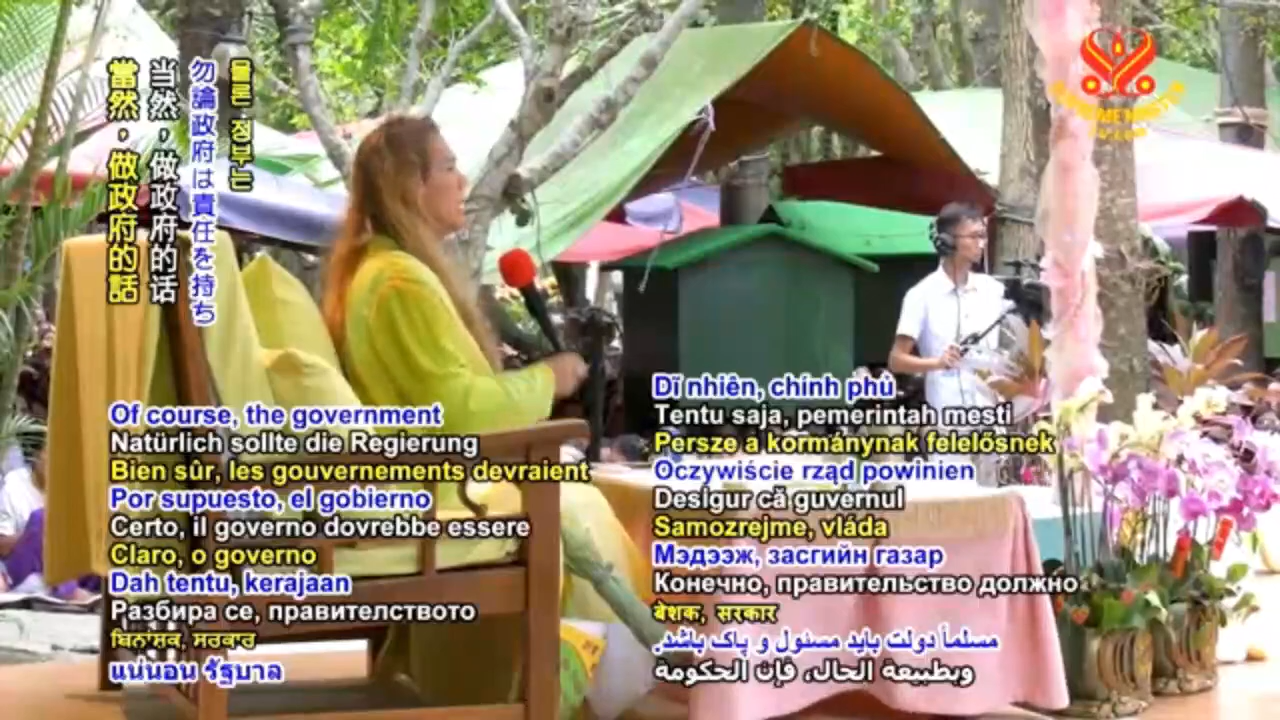 물론 정부는
勿論政府は責任を持ち
当然，做政府的话
當然，做政府的話
Of course, the government
Natürlich sollte die Regierung
Bien sûr, les gouvernements devraient
Por supuesto, el gobierno
Certo, il governo dovrebbe essere
Claro, o governo
Dah tentu, kerajaan
Разбира се, правителството
ਬਿਨਾਂਸ਼ਕ, ਸਰਕਾਰ
แน่นอน รัฐบาล
Dĩ nhiên, chính phủ
Tentu saja, pemerintah mesti
Persze a kormánynak felelősnek
Oczywiście rząd powinien
Desigur că guvernul
Samozrejme, vláda
Мэдээж, засгийн газар
Конечно, правительство должно
बेशक, सरकार
مسلماً دولت باید مسئول و پاک باشد.
وبطبيعة الحال، فإن الحكومة